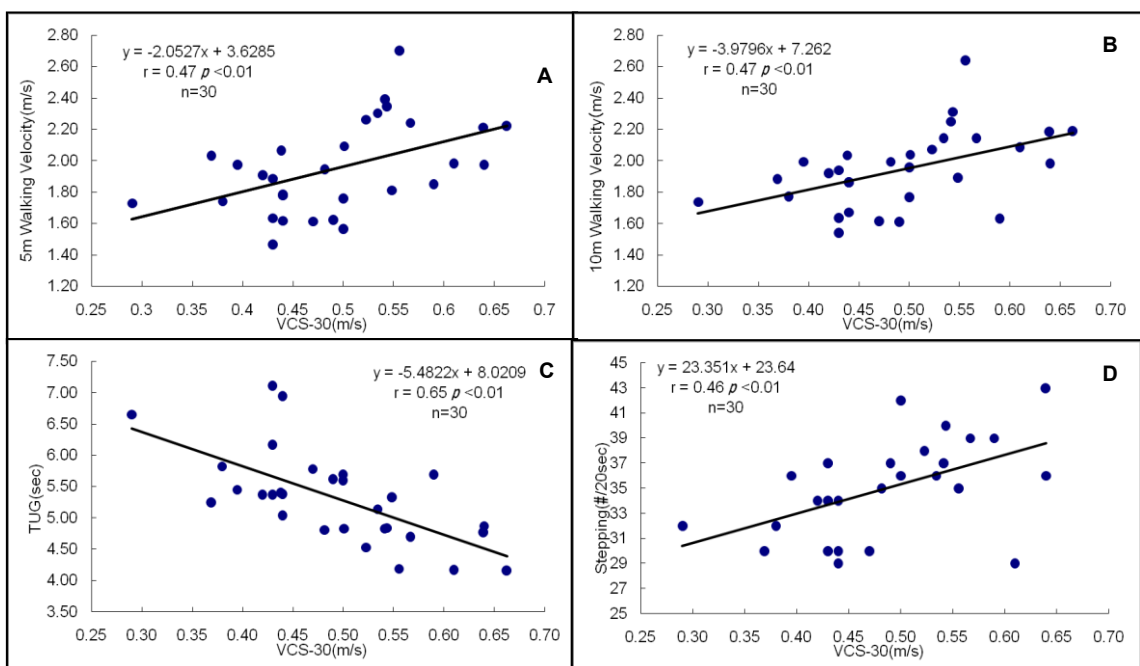 A
y = -2.0527x + 3.6285
r = 0.47 p <0.01
n=30
5m Walking Velocity(m/s)
2.80
2.60
2.40
2.20
2.00
1.80
1.60
1.40
1.20
0.25 0.30 0.35 0.40 0.45 0.50 0.55 0.60 0.65 0.70
VCS-30(m/s)
B
y = -3.9796x + 7.262
r = 0.47 p <0.01
n=30
10m Walking Velocity(m/s)
2.80
2.60
2.40
2.20
2.00
1.80
1.60
1.40
1.20
0.25 0.30 0.35 0.40 0.45 0.50 0.55 0.60 0.65 0.70
VCS-30(m/s)
C
y = -5.4822x + 8.0209
r = 0.65 p <0.01
n=30
TUG(sec)
7.50
7.00
6.50
6.00
5.50
5.00
4.50
4.00
3.50
0.25 0.30 0.35 0.40 0.45 0.50 0.55 0.60 0.65 0.70
VCS-30(m/s)
D
y = 23.351x + 23.64
r = 0.46 p <0.01
n=30
Stepping(#/20sec)
45
43
41
39
37
35
33
31
29
27
25
0.25 0.30 0.35 0.40 0.45 0.50 0.55 0.60 0.65 0.70
VCS-30(m/s)